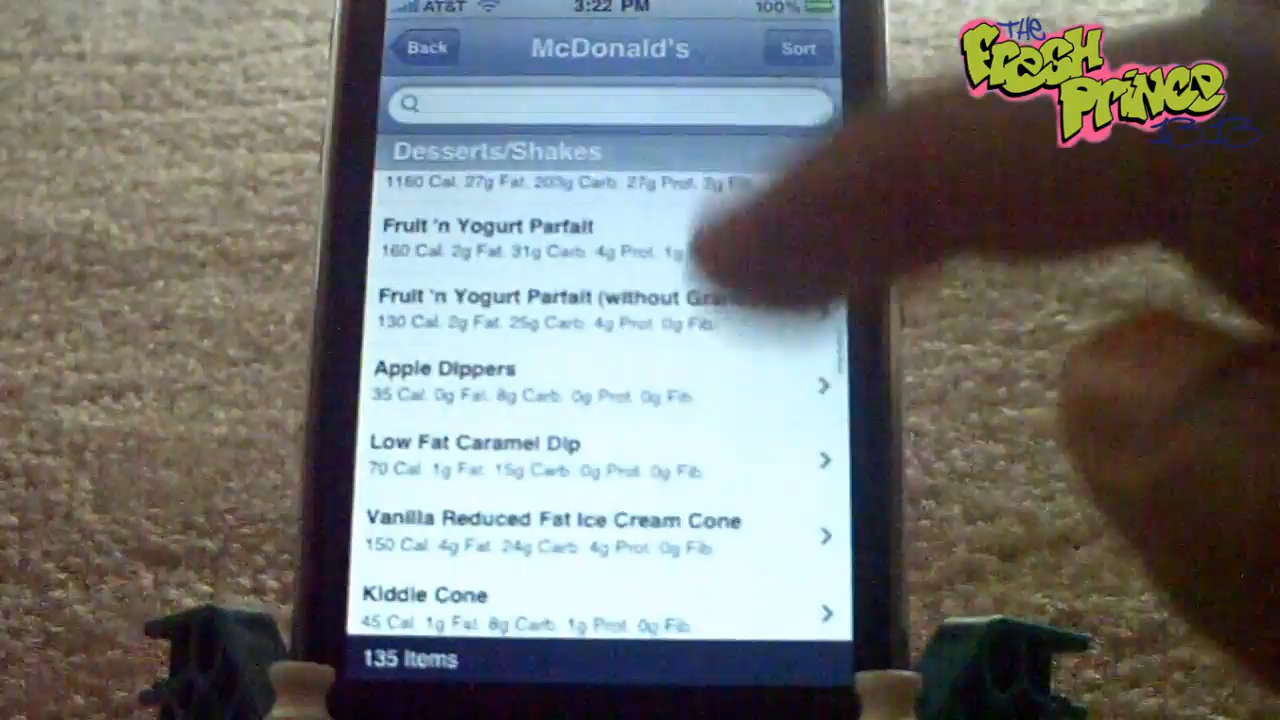 AT&T 3:22 PM 100%
Back McDonald's Sort
THE
FRESH
PRINCE
Desserts/Shakes
1160 Cal. 27g Fat. 203g Carb. 27g Prot. 2g
Fruit 'n Yogurt Parfait
160 Cal. 2g Fat. 31g Carb. 4g Prot. 1g
Fruit 'n Yogurt Parfait (without
130 Cal. 2g Fat. 25g Carb. 4g Prot. 0g Fib.
Apple Dippers
35 Cal. 0g Fat. 8g Carb. 0g Prot. 0g Fib.
Low Fat Caramel Dip
70 Cal. 1g Fat. 15g Carb. 0g Prot. 0g Fib.
Vanilla Reduced Fat Ice Cream Cone
150 Cal. 4g Fat. 24g Carb. 4g Prot. 0g Fib.
Kiddie Cone
45 Cal. 1g Fat. 8g Carb. 1g Prot. 0g Fib.
135 Items